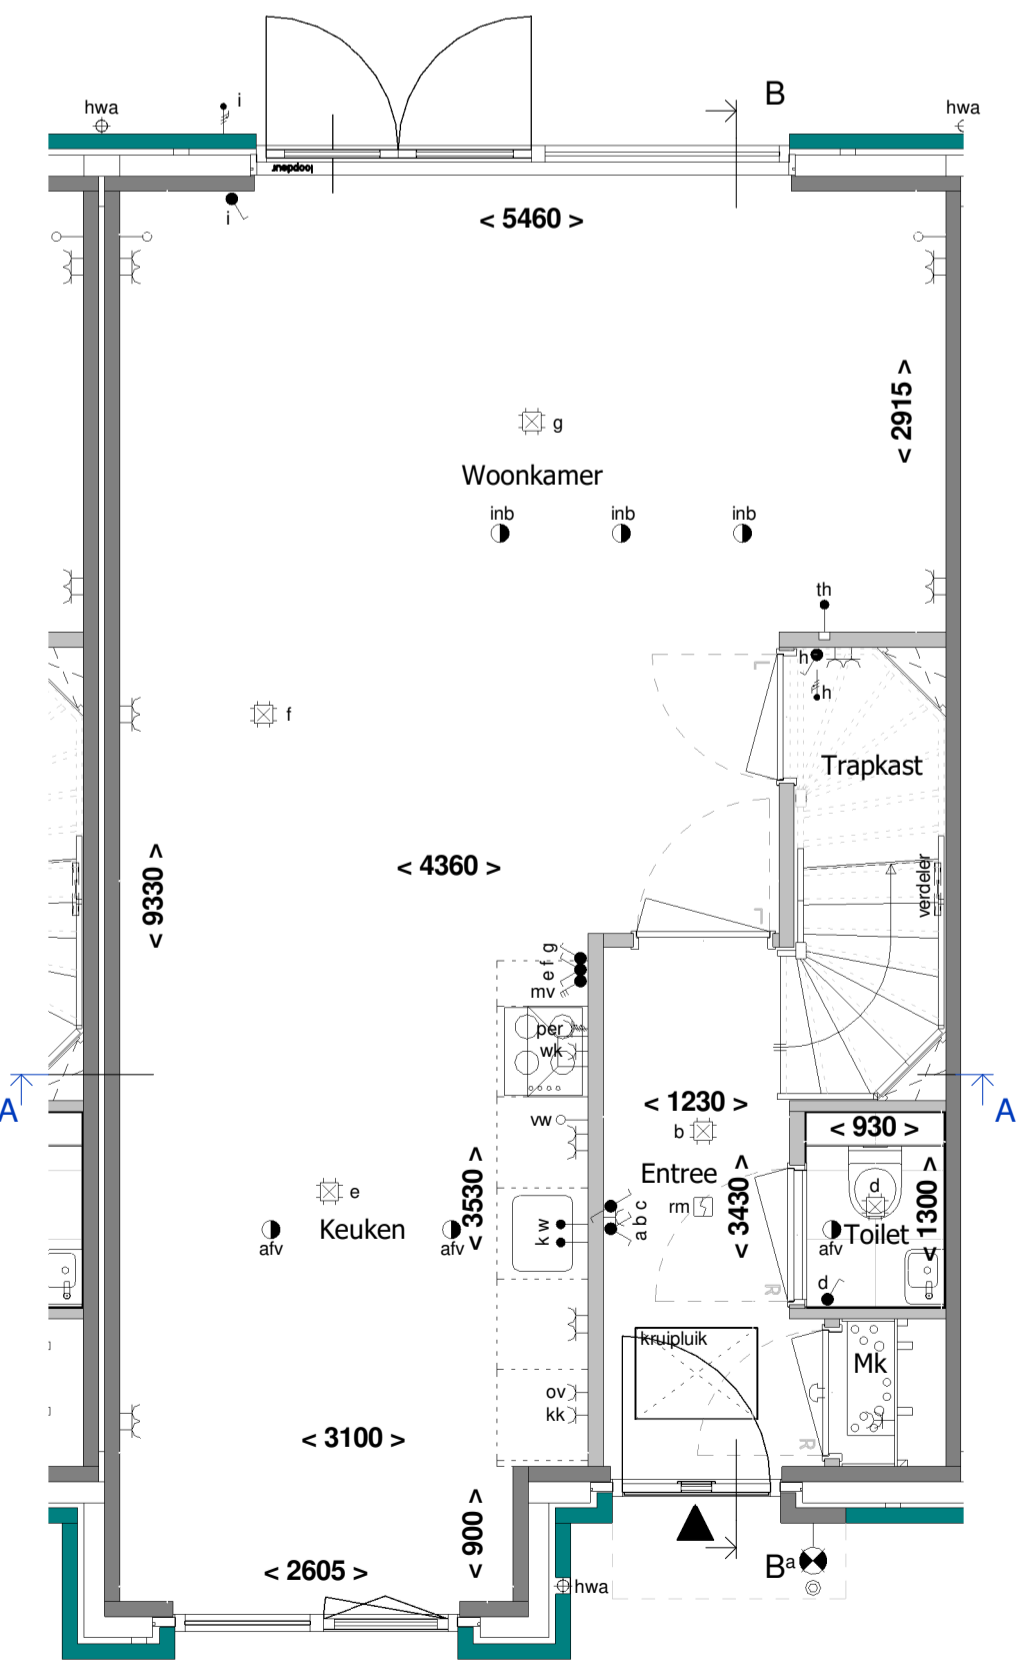 B
hwa
i
hwa
loopdeur
i
< 5460 >
< 2915 >
g
Woonkamer
inb
inb
inb
th
h
L
h
f
Trapkast
< 9330 >
< 4360 >
verdeler
L
e f g
mv
per
wk
A
A
< 1230 >
< 930 >
vw
b
Entree
d
e
< 3530 >
rm
a b c
< 3430 >
< 1300 >
Keuken
k w
Toilet
afv
afv
afv
d
R
kruipluik
Mk
ov
kk
< 3100 >
R
< 900 >
< 2605 >
hwa
B
a